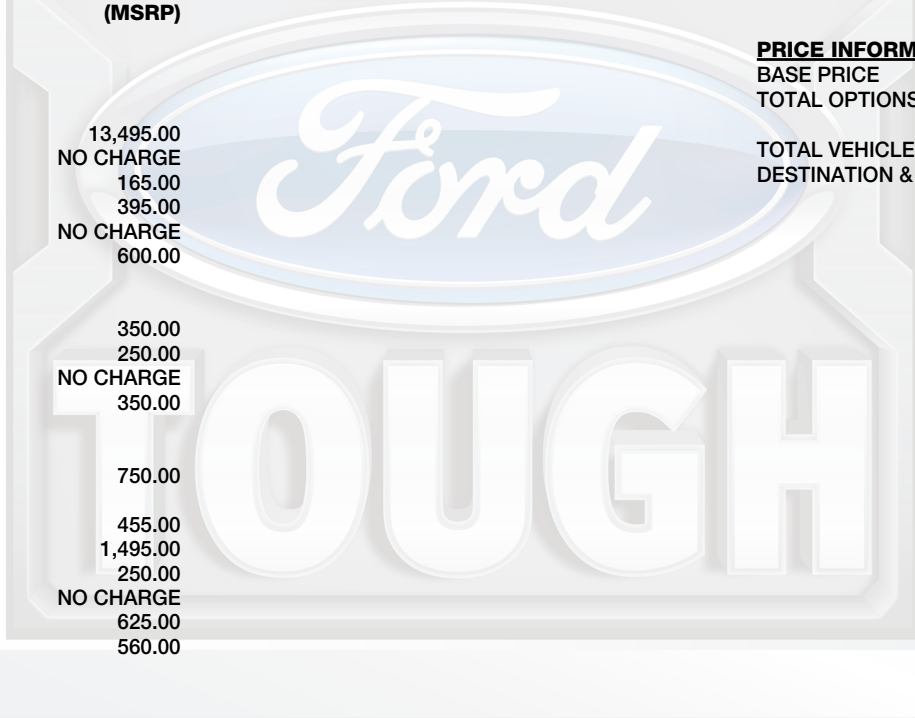 (MSRP)
13,495.00
NO CHARGE
165.00
395.00
NO CHARGE
600.00
350.00
250.00
NO CHARGE
350.00
750.00
455.00
1,495.00
250.00
NO CHARGE
625.00
560.00
PRICE INFORM
BASE PRICE
TOTAL OPTIONS
TOTAL VEHICLE
DESTINATION &
Ford
TOUGH